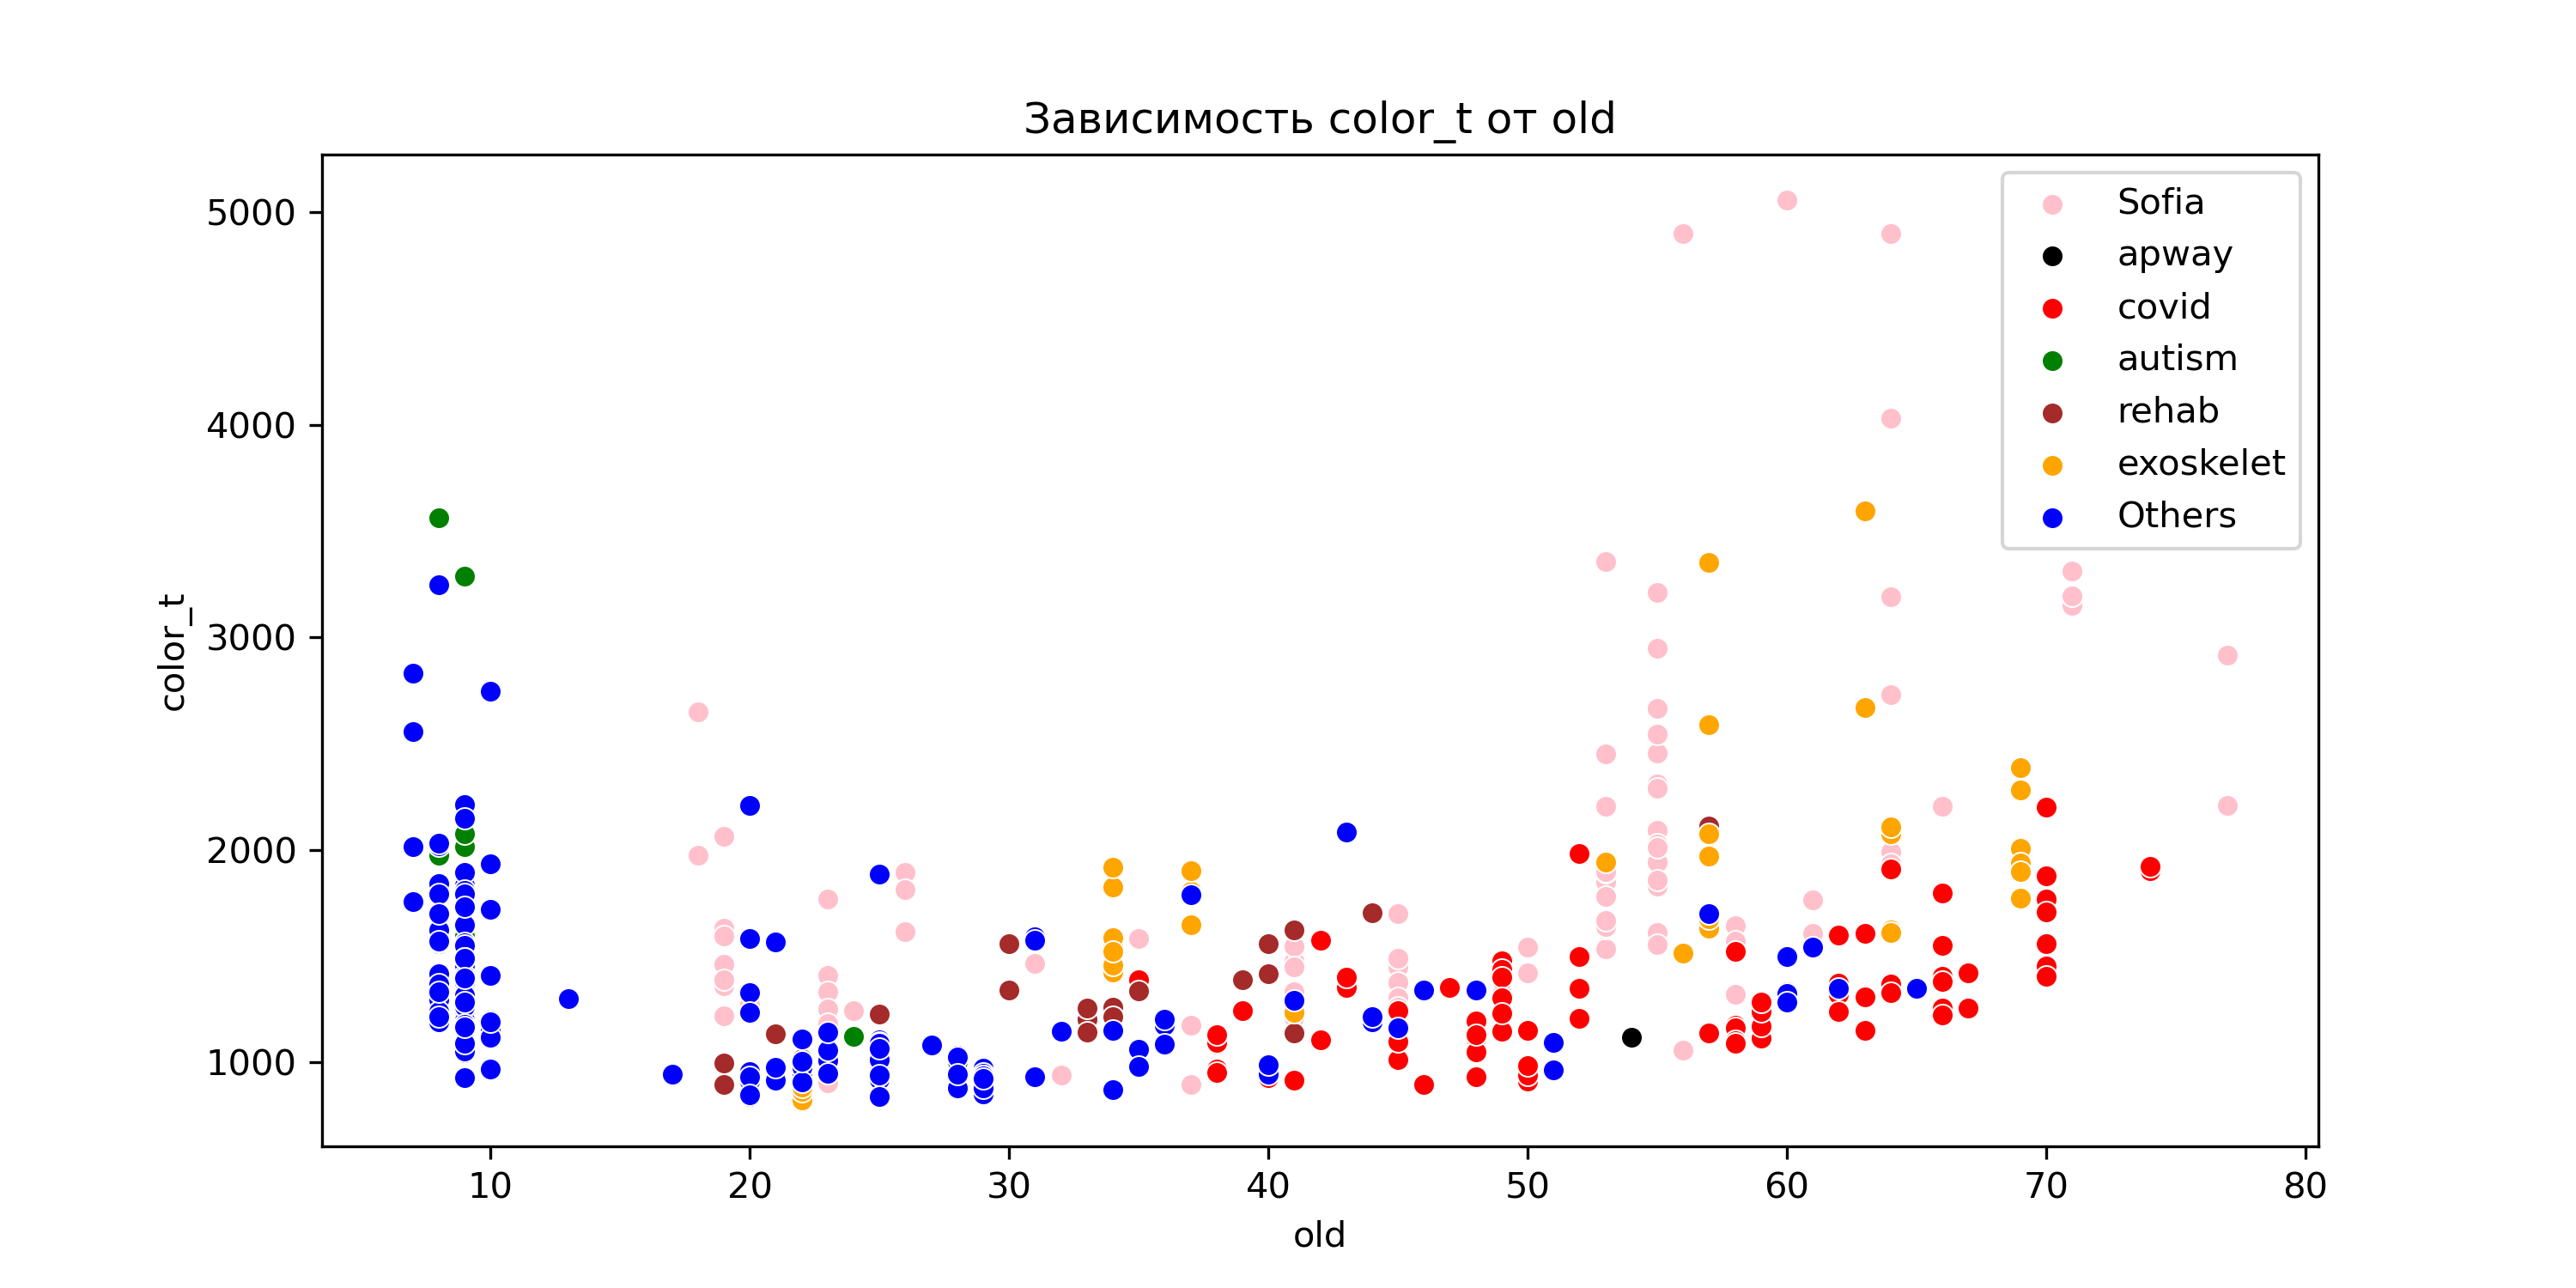 Зависимость color_t от old
5000
4000
3000
2000
1000
color_t
10 20 30 40 50 60 70 80
old
Sofia
apway
covid
autism
rehab
exoskelet
Others